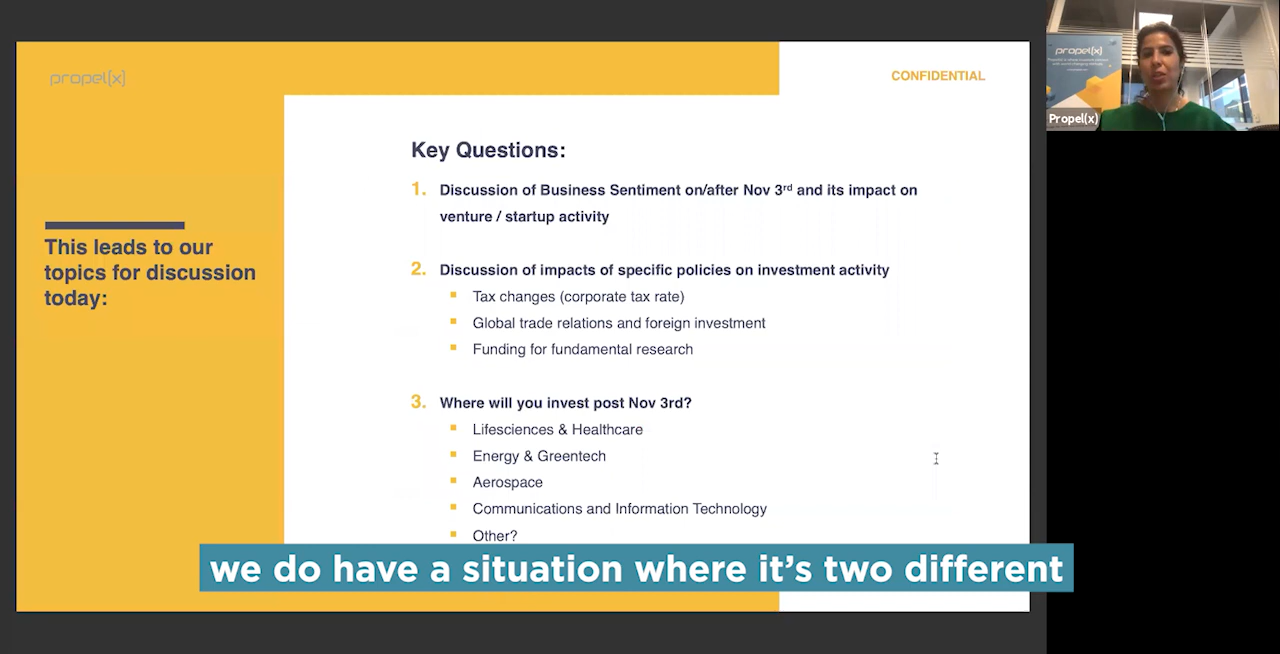 propel(x)
CONFIDENTIAL
This leads to our
topics for discussion
today:
Key Questions:
1. Discussion of Business Sentiment on/after Nov 3rd and its impact on
venture / startup activity
2. Discussion of impacts of specific policies on investment activity
▪ Tax changes (corporate tax rate)
▪ Global trade relations and foreign investment
▪ Funding for fundamental research
3. Where will you invest post Nov 3rd?
▪ Lifesciences & Healthcare
▪ Energy & Greentech
▪ Aerospace
▪ Communications and Information Technology
▪ Other?
we do have a situation where it's two different
propel(x)
Propel(x)